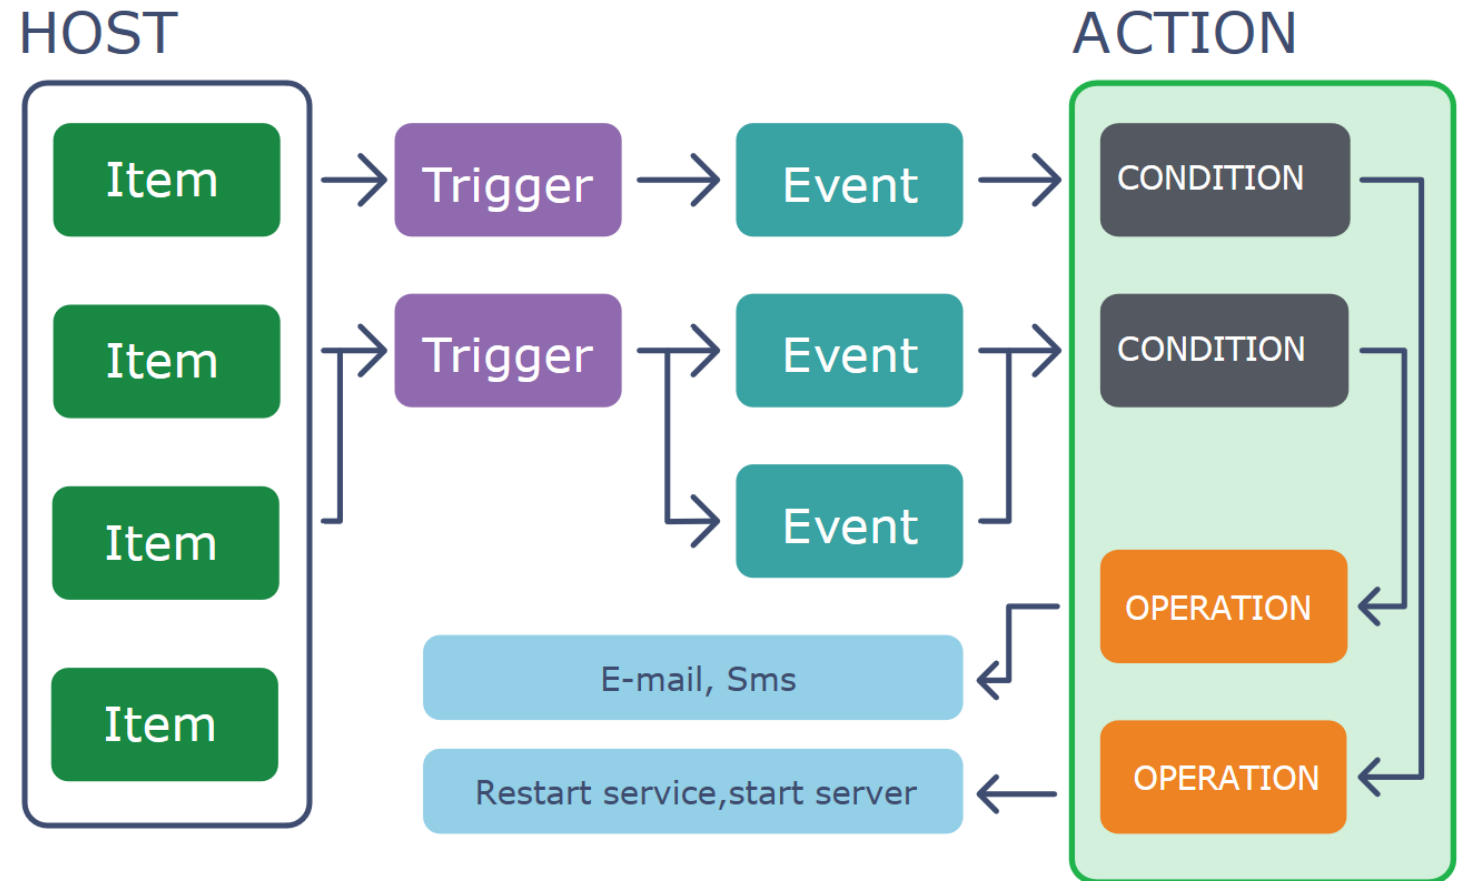 HOST
ACTION
Item
Trigger
Event
CONDITION
Item
Trigger
Event
CONDITION
Item
Event
OPERATION
E-mail, Sms
Item
OPERATION
Restart service,start server